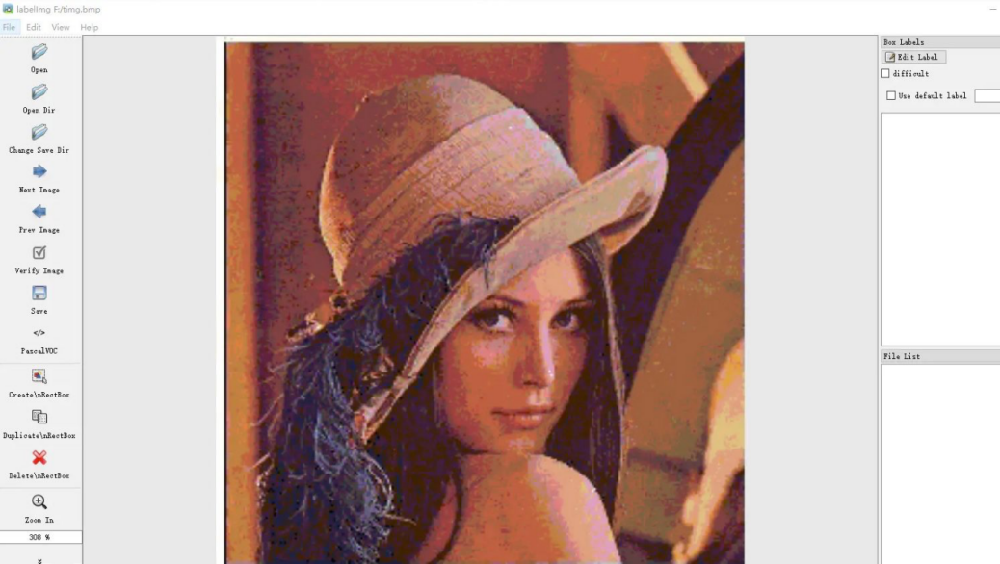 labelImg F:/timg.bmp
File Edit View Help
Open
Open Dir
Change Save Dir
Next Image
Prev Image
Verify Image
Save
</>
PascalVOC
Create\nRectBox
Duplicate\nRectBox
Delete\nRectBox
Zoom In
308 %
Box Labels
Edit Label
difficult
Use default label
File List